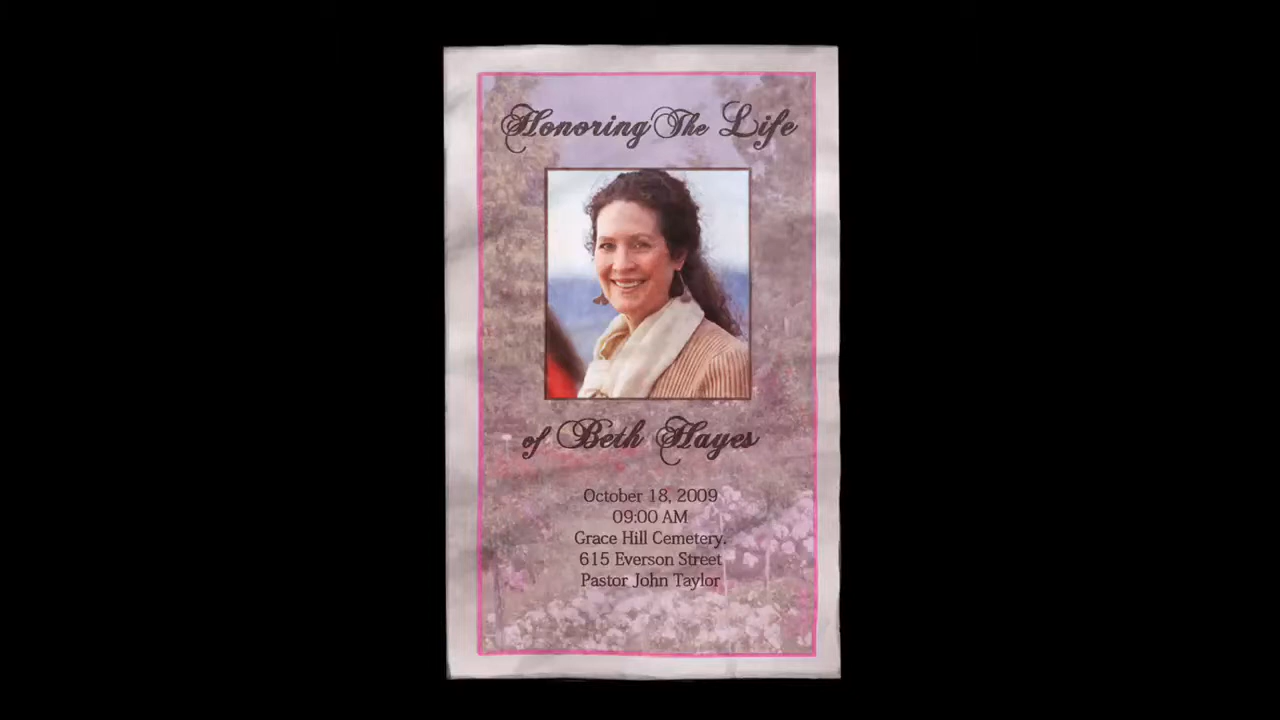 Honoring The Life
of Beth Hayes
October 18, 2009
09:00 AM
Grace Hill Cemetery.
615 Everson Street
Pastor John Taylor